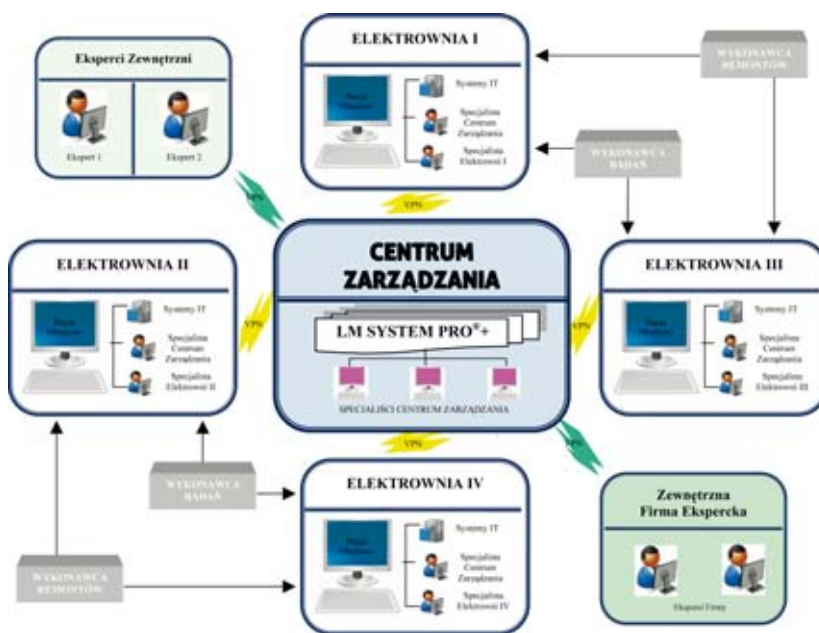 Eksperci Zewnętrzni
Ekspert 1
Ekspert 2
ELEKTROWNIA I
Systemy IT
Specjalista
Centrum
Zarządzania
Specjalista
Elektrowni I
WYKONAWCA
REMONTÓW
WYKONAWCA
BADAŃ
VPN
VPN
ELEKTROWNIA II
Systemy IT
Specjalista
Centrum
Zarządzania
Specjalista
Elektrowni II
VPN
CENTRUM
ZARZĄDZANIA
LM SYSTEM PRO®+
SPECJALIŚCI CENTRUM ZARZĄDZANIA
VPN
ELEKTROWNIA III
Systemy IT
Specjalista
Centrum
Zarządzania
Specjalista
Elektrowni III
VPN
VPN
WYKONAWCA
BADAŃ
WYKONAWCA
REMONTÓW
ELEKTROWNIA IV
Systemy IT
Specjalista
Centrum
Zarządzania
Specjalista
Elektrowni IV
Zewnętrzna
Firma Ekspercka
Eksperci Firmy